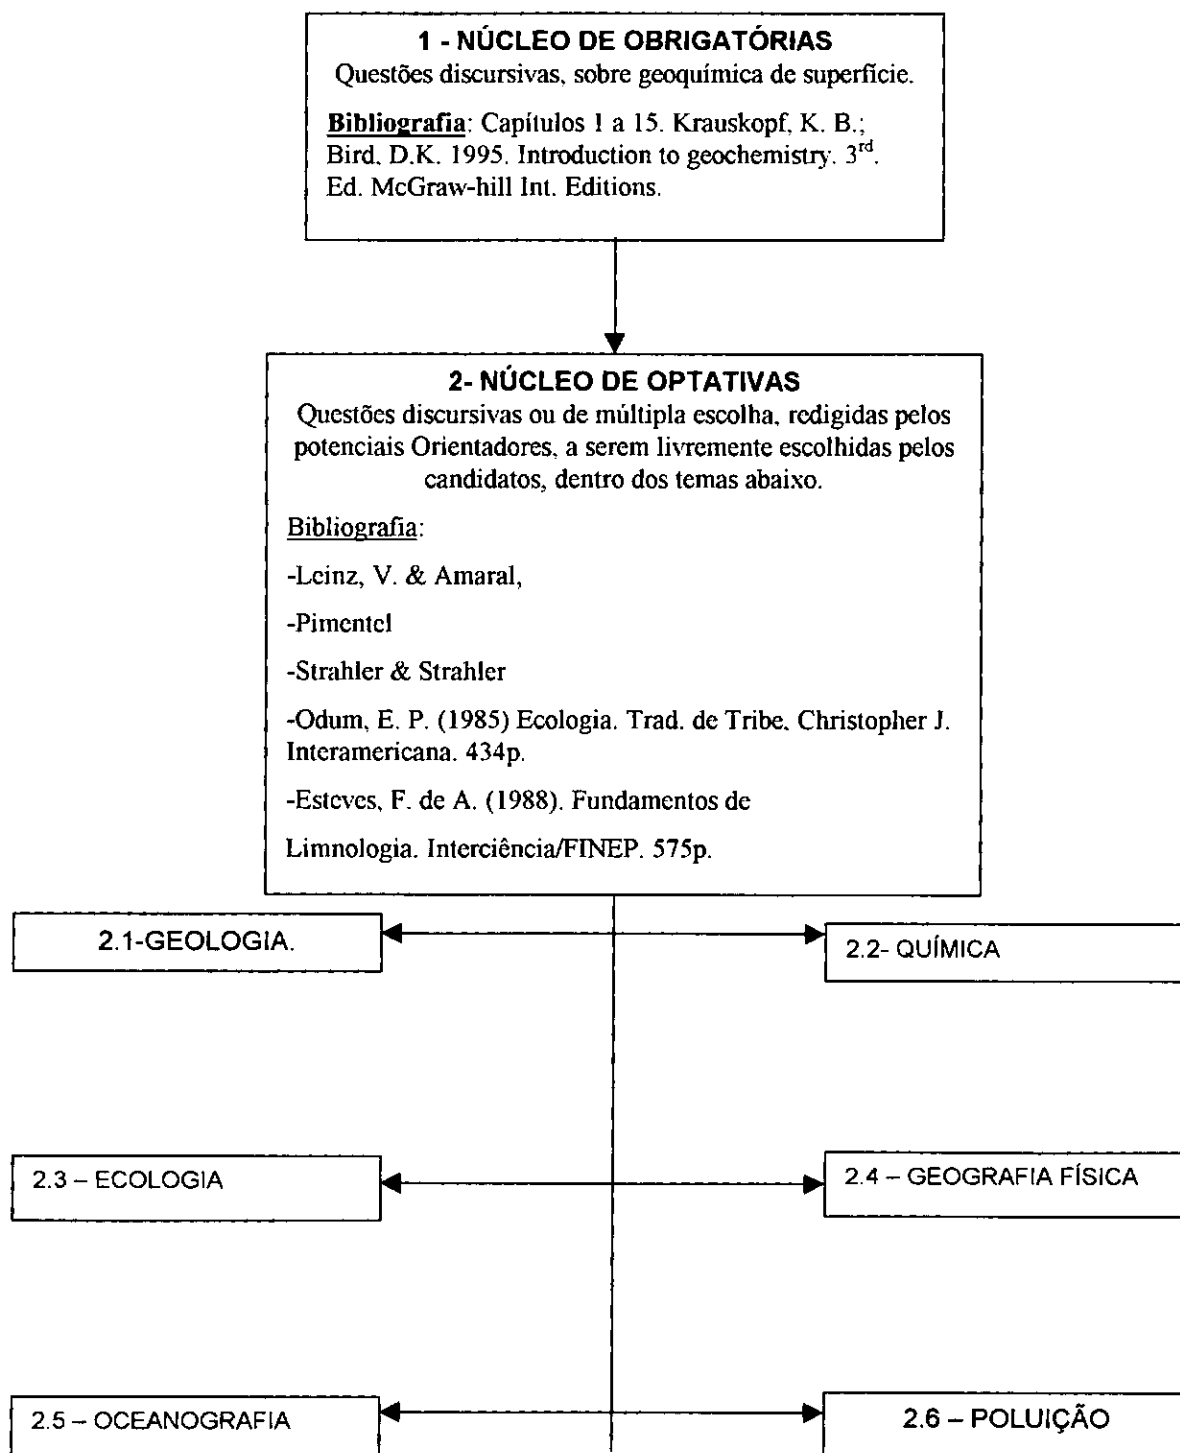 1 - NÚCLEO DE OBRIGATÓRIAS
Questões discursivas, sobre geoquímica de superfície.
Bibliografia: Capítulos 1 a 15. Krauskopf, K. B.;
Bird, D.K. 1995. Introduction to geochemistry. 3rd.
Ed. McGraw-hill Int. Editions.
2- NÚCLEO DE OPTATIVAS
Questões discursivas ou de múltipla escolha, redigidas pelos
potenciais Orientadores, a serem livremente escolhidas pelos
candidatos, dentro dos temas abaixo.
Bibliografia:
-Leinz, V. & Amaral,
-Pimentel
-Strahler & Strahler
-Odum, E. P. (1985) Ecologia. Trad. de Tribe, Christopher J.
Interamericana. 434p.
-Esteves, F. de A. (1988). Fundamentos de
Limnologia. Interciência/FINEP. 575p.
2.1-GEOLOGIA.
2.2- QUÍMICA
2.3 – ECOLOGIA
2.4 – GEOGRAFIA FÍSICA
2.5 – OCEANOGRAFIA
2.6 – POLUIÇÃO